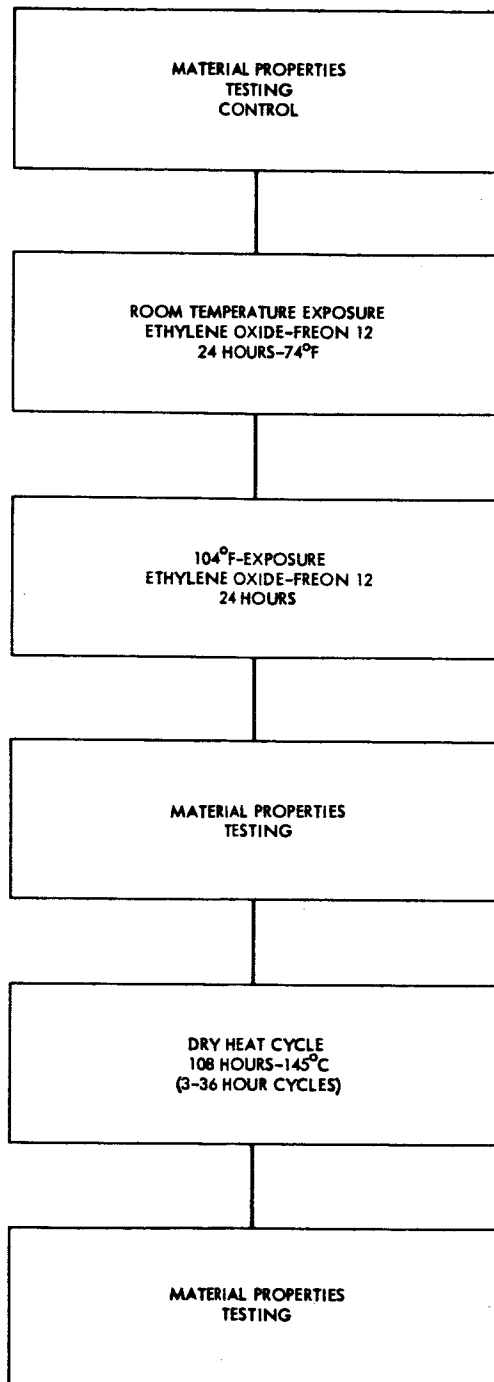 MATERIAL PROPERTIES
TESTING
CONTROL
ROOM TEMPERATURE EXPOSURE
ETHYLENE OXIDE-FREON 12
24 HOURS-74°F
104°F-EXPOSURE
ETHYLENE OXIDE-FREON 12
24 HOURS
MATERIAL PROPERTIES
TESTING
DRY HEAT CYCLE
108 HOURS-145°C
(3-36 HOUR CYCLES)
MATERIAL PROPERTIES
TESTING